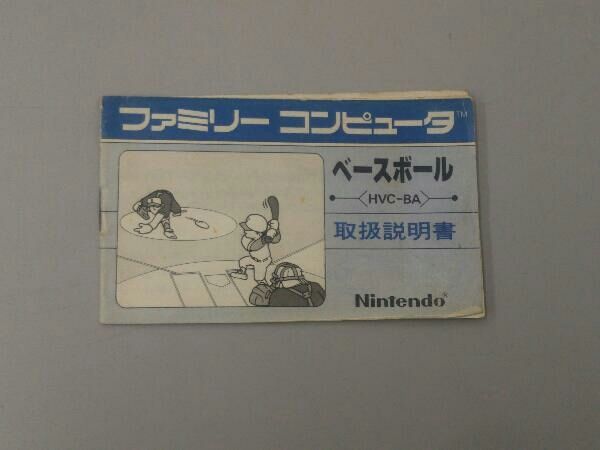 ファミリー コンピュータ™
ベースボール
HVC-BA
取扱説明書
Nintendo®